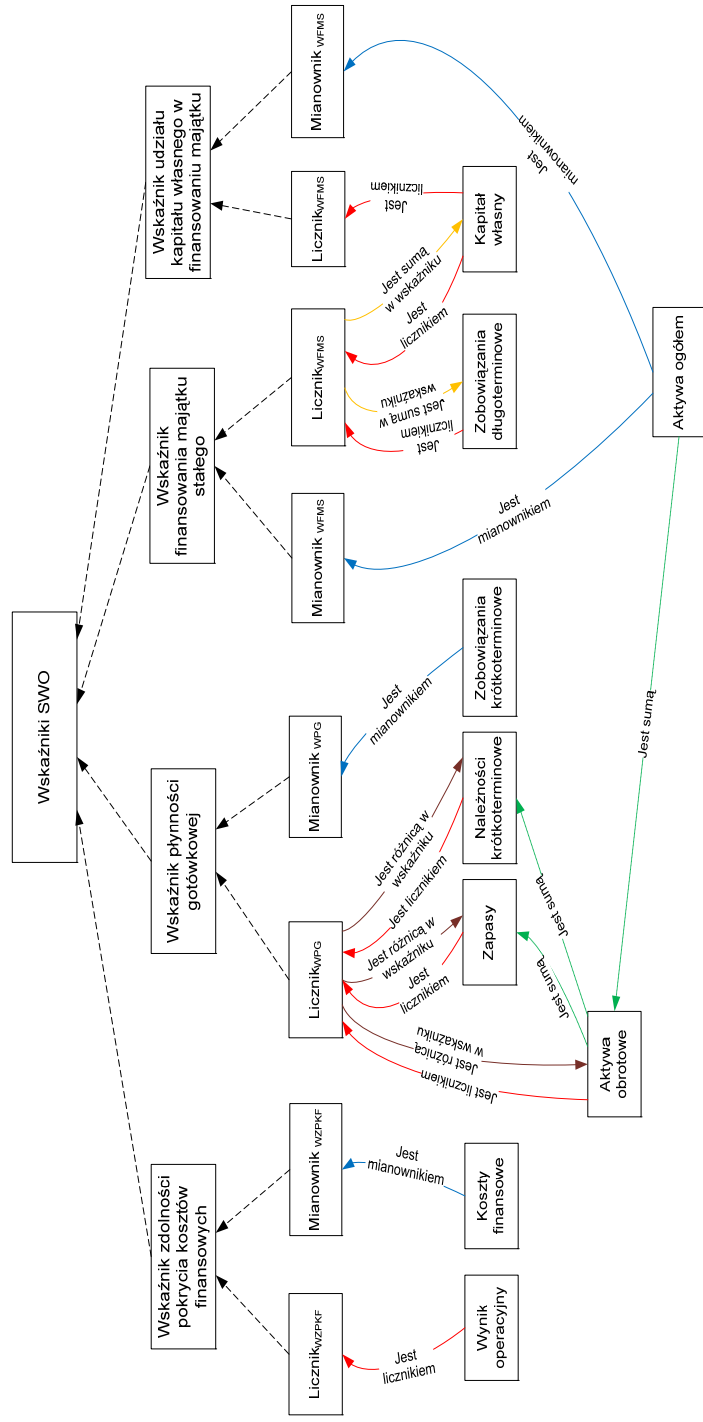 Wskaźniki SWO
Wskaźnik zdolności
pokrycia kosztów
finansowych
Wskaźnik płynności
gotówkowej
Wskaźnik
finansowania majątku
stałego
Wskaźnik udziału
kapitału własnego w
finansowaniu majątku
Licznik WZPKF
Mianownik WZPKF
Licznik WPG
Mianownik WPG
Mianownik WFMS
Licznik WFMS
Licznik WFMS
Mianownik WFMS
Jest
licznikiem
Jest
mianownikiem
Jest licznikiem
Jest różnicą
w wskaźniku
Jest
licznikiem
Jest różnicą w
wskaźniku
Jest licznikiem
Jest różnicą w
wskaźniku
Jest
mianownikiem
Jest
mianownikiem
Jest
licznikiem
Jest sumą w
wskaźniku
Jest
licznikiem
Jest sumą
w wskaźniku
Jest
licznikiem
Jest
mianownikiem
Wynik
operacyjny
Koszty
finansowe
Zapasy
Należności
krótkoterminowe
Zobowiązania
krótkoterminowe
Zobowiązania
długoterminowe
Kapitał
własny
Jest sumą
Jest sumą
Jest sumą
Aktywa
obrotowe
Aktywa ogółem